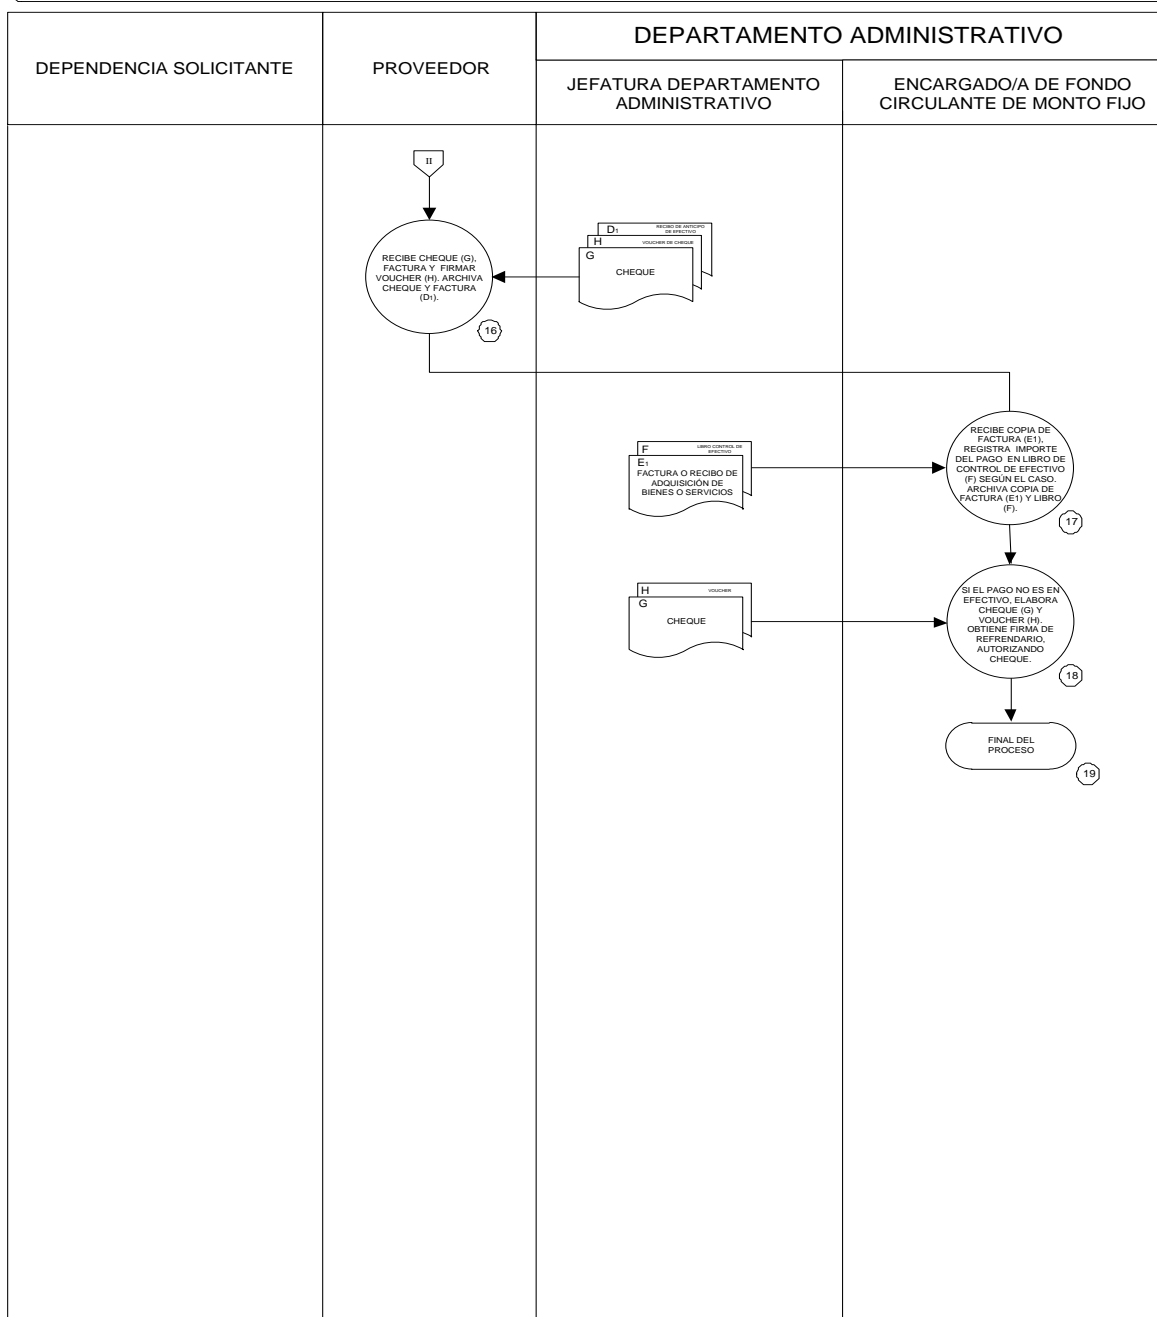 DEPENDENCIA SOLICITANTE
PROVEEDOR
DEPARTAMENTO ADMINISTRATIVO
JEFATURA DEPARTAMENTO
ADMINISTRATIVO
ENCARGADO/A DE FONDO
CIRCULANTE DE MONTO FIJO
II
RECIBE CHEQUE (G),
FACTURA Y FIRMAR
VOUCHER (H). ARCHIVA
CHEQUE Y FACTURA
(D1).
16
D1
RECIBO DE ANTICIPO
DE EFECTIVO
H
VOUCHER DE CHEQUE
G
CHEQUE
F
LIBRO CONTROL DE
EFECTIVO
E1
FACTURA O RECIBO DE
ADQUISICIÓN DE
BIENES O SERVICIOS
RECIBE COPIA DE
FACTURA (E1),
REGISTRA IMPORTE
DEL PAGO EN LIBRO DE
CONTROL DE EFECTIVO
(F) SEGÚN EL CASO.
ARCHIVA COPIA DE
FACTURA (E1) Y LIBRO
(F).
17
H
VOUCHER
G
CHEQUE
SI EL PAGO NO ES EN
EFECTIVO, ELABORA
CHEQUE (G) Y
VOUCHER (H).
OBTIENE FIRMA DE
REFRENDARIO,
AUTORIZANDO
CHEQUE.
18
FINAL DEL
PROCESO
19